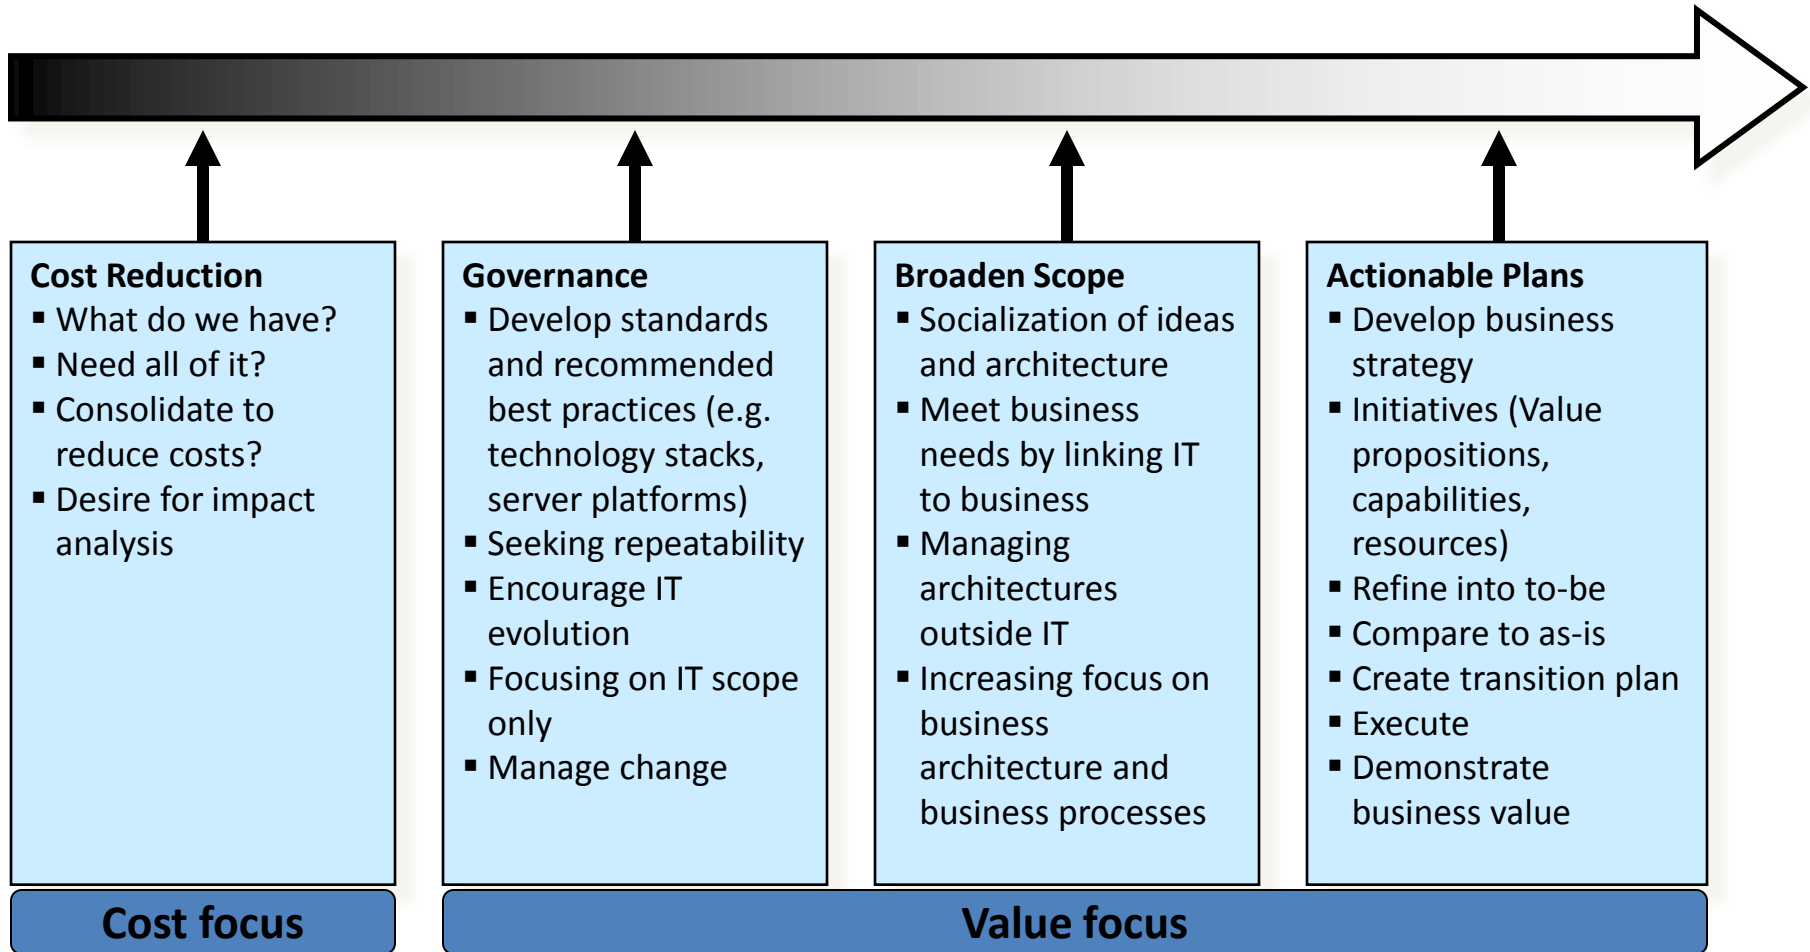 Cost Reduction
▪ What do we have?
▪ Need all of it?
▪ Consolidate to
reduce costs?
▪ Desire for impact
analysis
Governance
▪ Develop standards
and recommended
best practices (e.g.
technology stacks,
server platforms)
▪ Seeking repeatability
▪ Encourage IT
evolution
▪ Focusing on IT scope
only
▪ Manage change
Broaden Scope
▪ Socialization of ideas
and architecture
▪ Meet business
needs by linking IT
to business
▪ Managing
architectures
outside IT
▪ Increasing focus on
business
architecture and
business processes
Actionable Plans
▪ Develop business
strategy
▪ Initiatives (Value
propositions,
capabilities,
resources)
▪ Refine into to-be
▪ Compare to as-is
▪ Create transition plan
▪ Execute
▪ Demonstrate
business value
Cost focus
Value focus